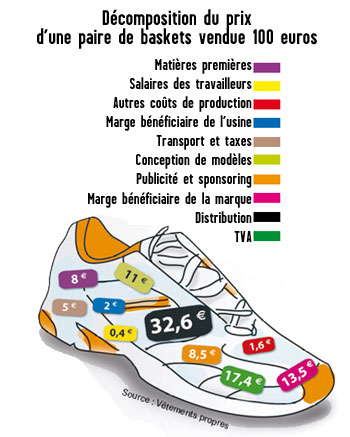 Décomposition du prix
d'une paire de baskets vendue 100 euros
Matières premières
Salaires des travailleurs
Autres coûts de production
Marge bénéficiaire de l'usine
Transport et taxes
Conception de modèles
Publicité et sponsoring
Marge bénéficiaire de la marque
Distribution
TVA
8 €
11 €
5 €
2 €
0,4 €
32,6 €
8,5 €
1,6 €
17,4 €
13,5 €
Source : Vêtements propres